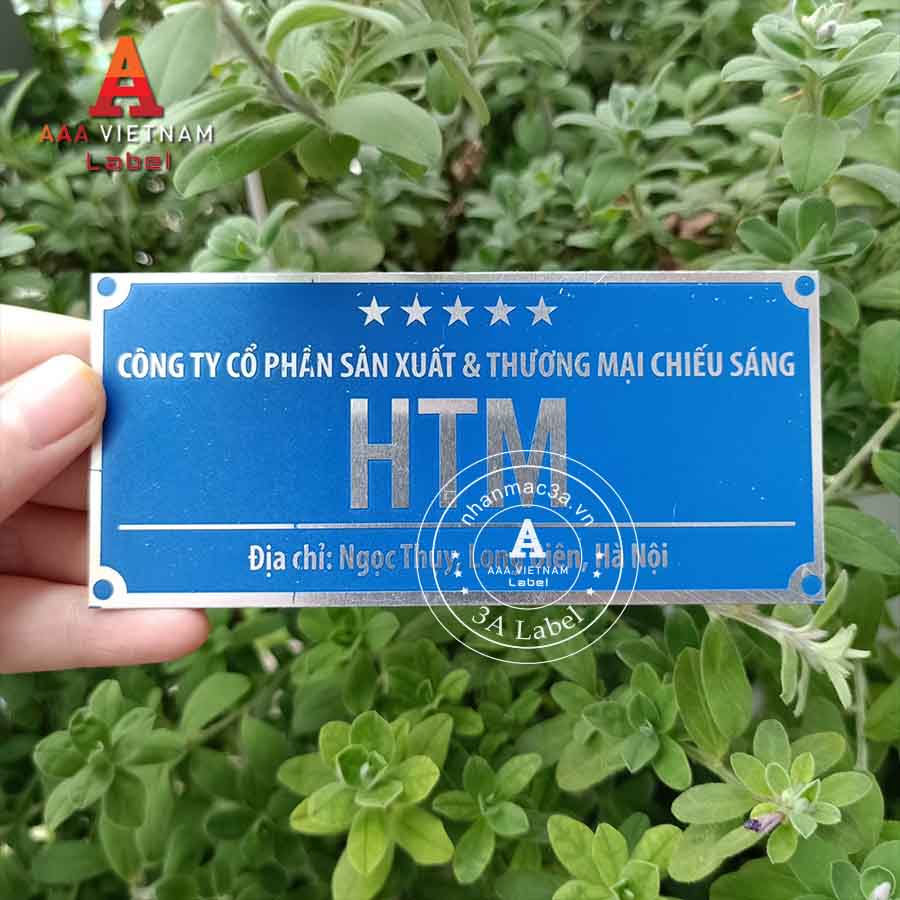 A
AAA VIETNAM
Label
CÔNG TY CỔ PHẦN SẢN XUẤT & THƯƠNG MẠI CHIẾU SÁNG
HTM
Địa chỉ: Ngọc Thuỵ, Long Biên, Hà Nội
nhanmac3a.vn
A
AAA VIETNAM
Label
3A Label